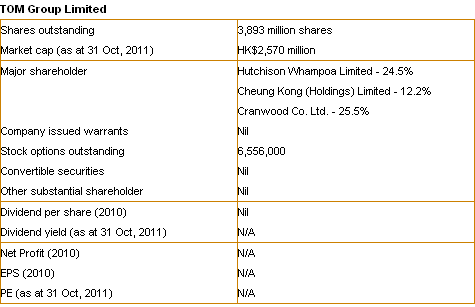 TOM Group Limited
Shares outstanding 3,893 million shares
Market cap (as at 31 Oct, 2011) HK$2,570 million
Major shareholder Hutchison Whampoa Limited - 24.5%
Cheung Kong (Holdings) Limited - 12.2%
Cranwood Co. Ltd. - 25.5%
Company issued warrants Nil
Stock options outstanding 6,556,000
Convertible securities Nil
Other substantial shareholder Nil
Dividend per share (2010) Nil
Dividend yield (as at 31 Oct, 2011) N/A
Net Profit (2010) N/A
EPS (2010) N/A
PE (as at 31 Oct, 2011) N/A